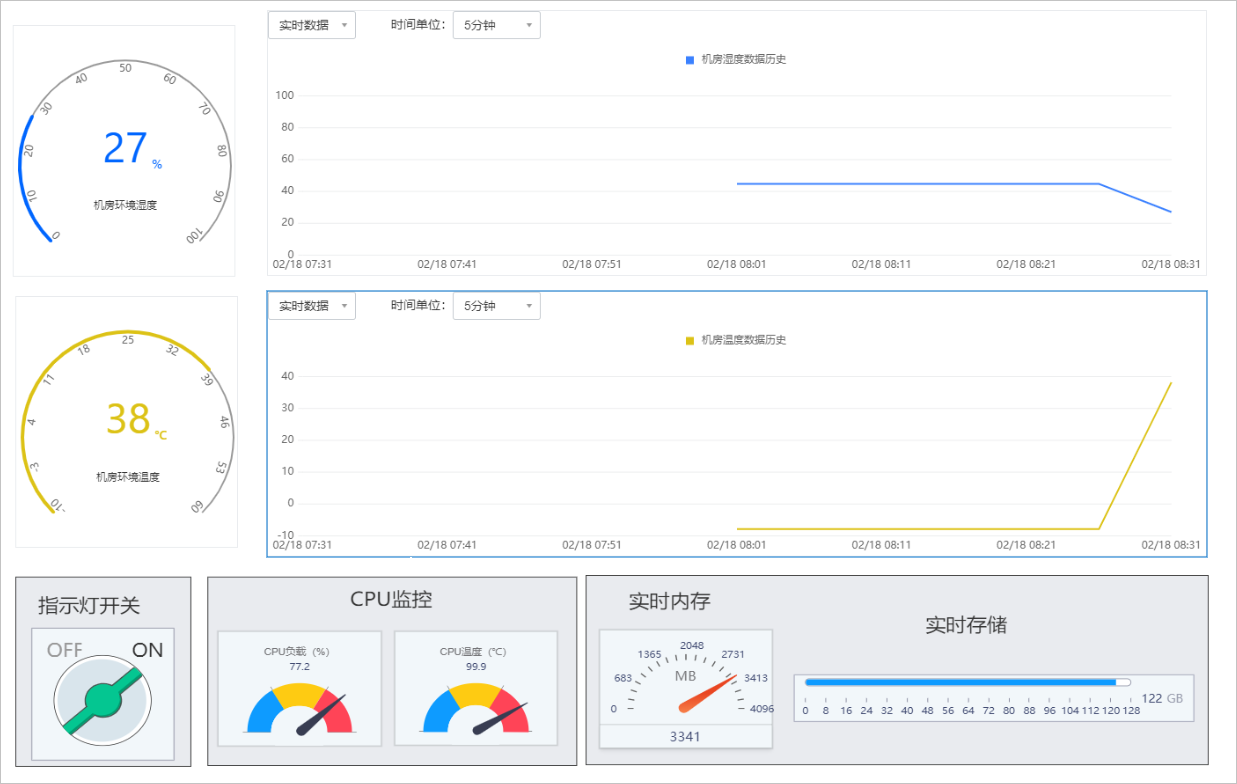 实时数据
时间单位：
5分钟
机房湿度数据历史
0
10
20
30
40
50
60
70
80
90
100
27 %
机房环境湿度
100
80
60
40
20
0
02/18 07:31
02/18 07:41
02/18 07:51
02/18 08:01
02/18 08:11
02/18 08:21
02/18 08:31
实时数据
时间单位：
5分钟
机房温度数据历史
-10
-3
4
11
18
25
32
39
46
53
60
38 ℃
机房环境温度
40
30
20
10
0
-10
02/18 07:31
02/18 07:41
02/18 07:51
02/18 08:01
02/18 08:11
02/18 08:21
02/18 08:31
指示灯开关
OFF
ON
CPU监控
CPU负载（%）
77.2
CPU温度（℃）
99.9
实时内存
0
683
1365
2048
2731
3413
4096
MB
3341
实时存储
0 8 16 24 32 40 48 56 64 72 80 88 96 104 112 120 128
122 GB